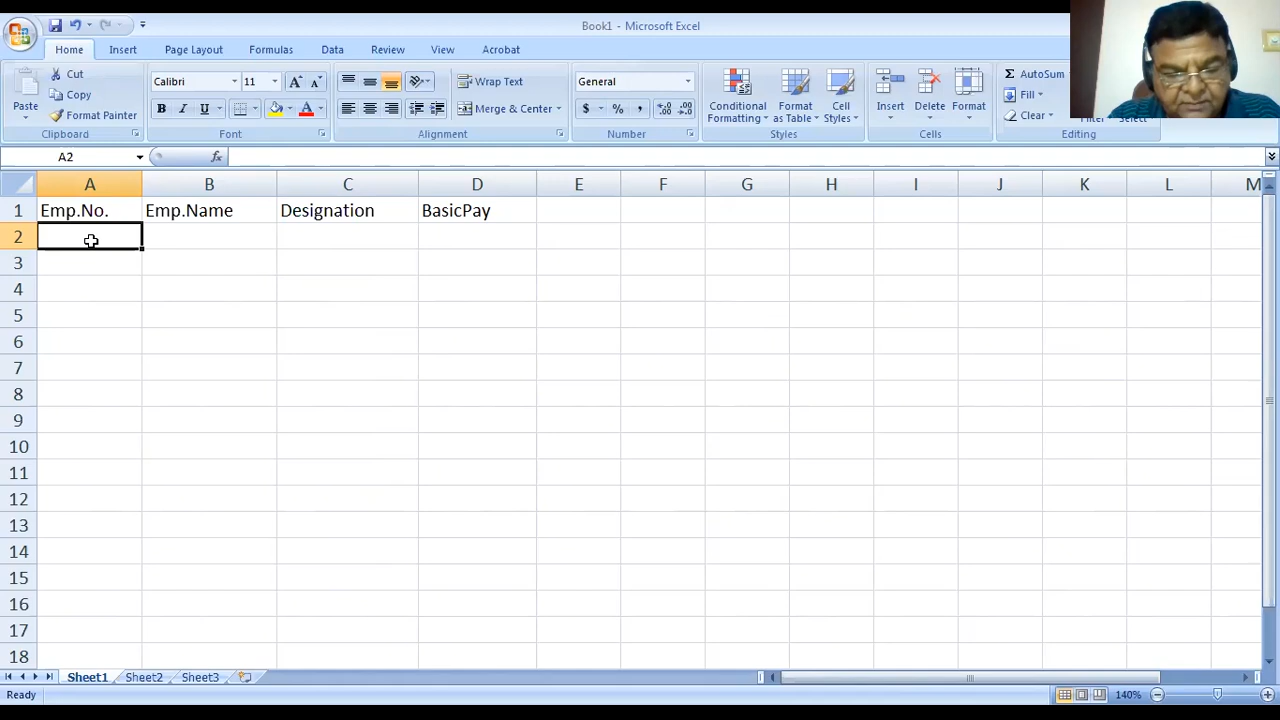 Book1 - Microsoft Excel
Home Insert Page Layout Formulas Data Review View Acrobat
Paste Cut Copy Format Painter
Calibri 11
B I U
Wrap Text
Merge & Center
General
$ % ,
Conditional Formatting
Format as Table
Cell Styles
Insert Delete Format
Σ AutoSum
Fill
Clear
Clipboard Font Alignment Number Styles Cells Editing
A2 fx
A B C D E F G H I J K L M
1 Emp.No. Emp.Name Designation BasicPay
2
3
4
5
6
7
8
9
10
11
12
13
14
15
16
17
18
Sheet1 Sheet2 Sheet3
Ready 140%